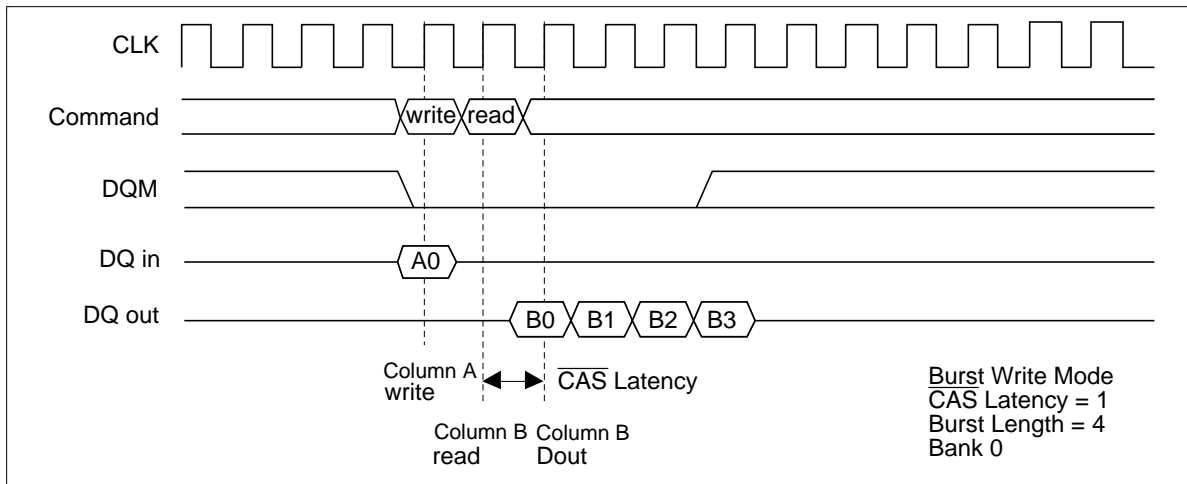 CLK
Command
write read
DQM
DQ in
A0
DQ out
B0 B1 B2 B3
Column A
write
CAS Latency
Column B
read
Column B
Dout
Burst Write Mode
CAS Latency = 1
Burst Length = 4
Bank 0